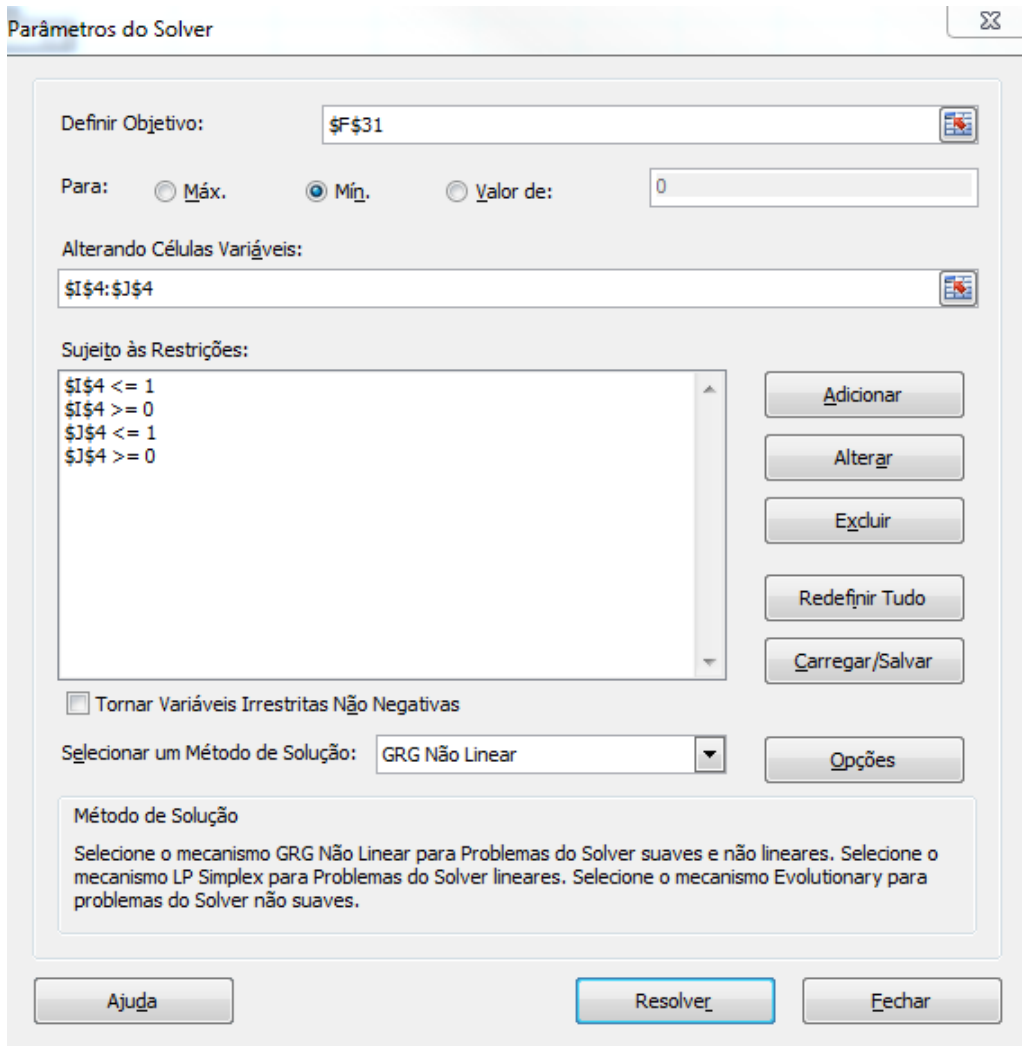 Parâmetros do Solver
Definir Objetivo: $F$31
Para: Máx. Mín. Valor de: 0
Alterando Células Variáveis:
$I$4:$J$4
Sujeito às Restrições:
$I$4 <= 1
$I$4 >= 0
$J$4 <= 1
$J$4 >= 0
Adicionar
Alterar
Excluir
Redefinir Tudo
Carregar/Salvar
Tornar Variáveis Irrestritas Não Negativas
Selecionar um Método de Solução: GRG Não Linear Opções
Método de Solução
Selecione o mecanismo GRG Não Linear para Problemas do Solver suaves e não lineares. Selecione o
mecanismo LP Simplex para Problemas do Solver lineares. Selecione o mecanismo Evolutionary para
problemas do Solver não suaves.
Ajuda Resolver Fechar